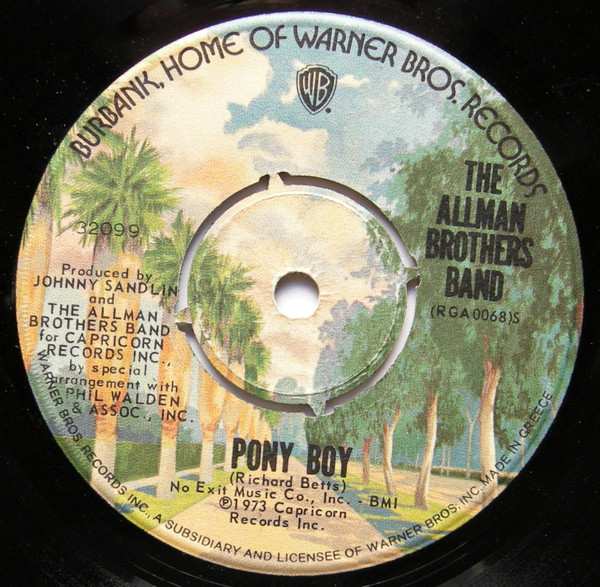 BURBANK, HOME OF WARNER BROS. RECORDS
WB
THE
ALLMAN
BROTHERS
BAND
(RGA0068)S
32099
Produced by
JOHNNY SANDLIN
and
THE ALLMAN
BROTHERS BAND
for CAPRICORN
RECORDS INC.,
by special
arrangement with
PHIL WALDEN
& ASSOC., INC.
PONY BOY
(Richard Betts)
No Exit Music Co., Inc. - BMI
℗1973 Capricorn
Records Inc.
WARNER BROS. RECORDS INC., A SUBSIDIARY AND LICENSEE OF WARNER BROS. INC. MADE IN GREECE